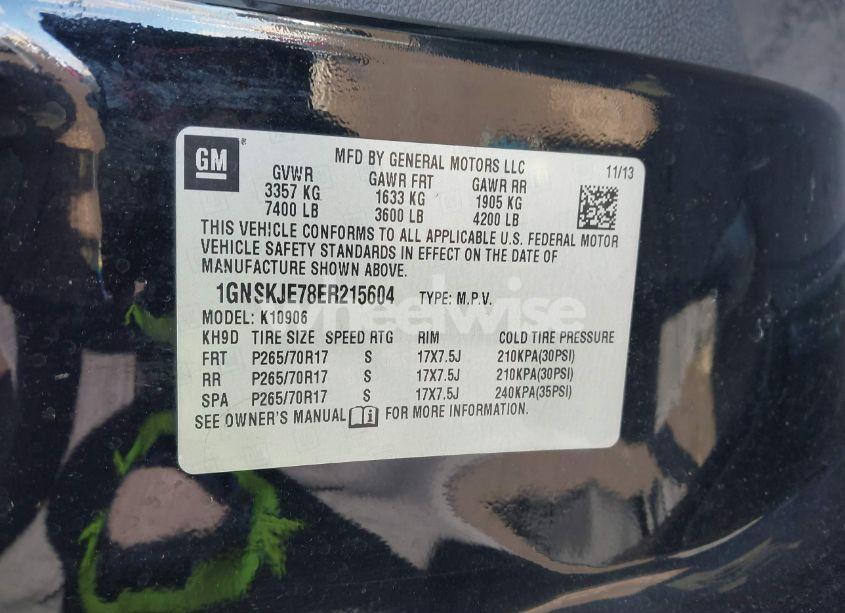 GM
MFD BY GENERAL MOTORS LLC
11/13
GVWR GAWR FRT GAWR RR
3357 KG 1633 KG 1905 KG
7400 LB 3600 LB 4200 LB
THIS VEHICLE CONFORMS TO ALL APPLICABLE U.S. FEDERAL MOTOR
VEHICLE SAFETY STANDARDS IN EFFECT ON THE DATE OF
MANUFACTURE SHOWN ABOVE.
1GNSKJE78ER215604 TYPE: M.P.V.
MODEL: K10906
KH9D TIRE SIZE SPEED RTG RIM COLD TIRE PRESSURE
FRT P265/70R17 S 17X7.5J 210KPA(30PSI)
RR P265/70R17 S 17X7.5J 210KPA(30PSI)
SPA P265/70R17 S 17X7.5J 240KPA(35PSI)
SEE OWNER'S MANUAL FOR MORE INFORMATION.